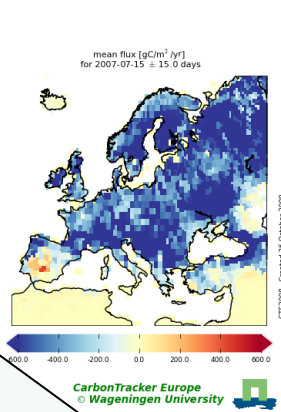 mean flux [gC/m² /yr]
for 2007-07-15 ± 15.0 days
-600.0 -400.0 -200.0 0.0 200.0 400.0 600.0
CarbonTracker Europe
© Wageningen University